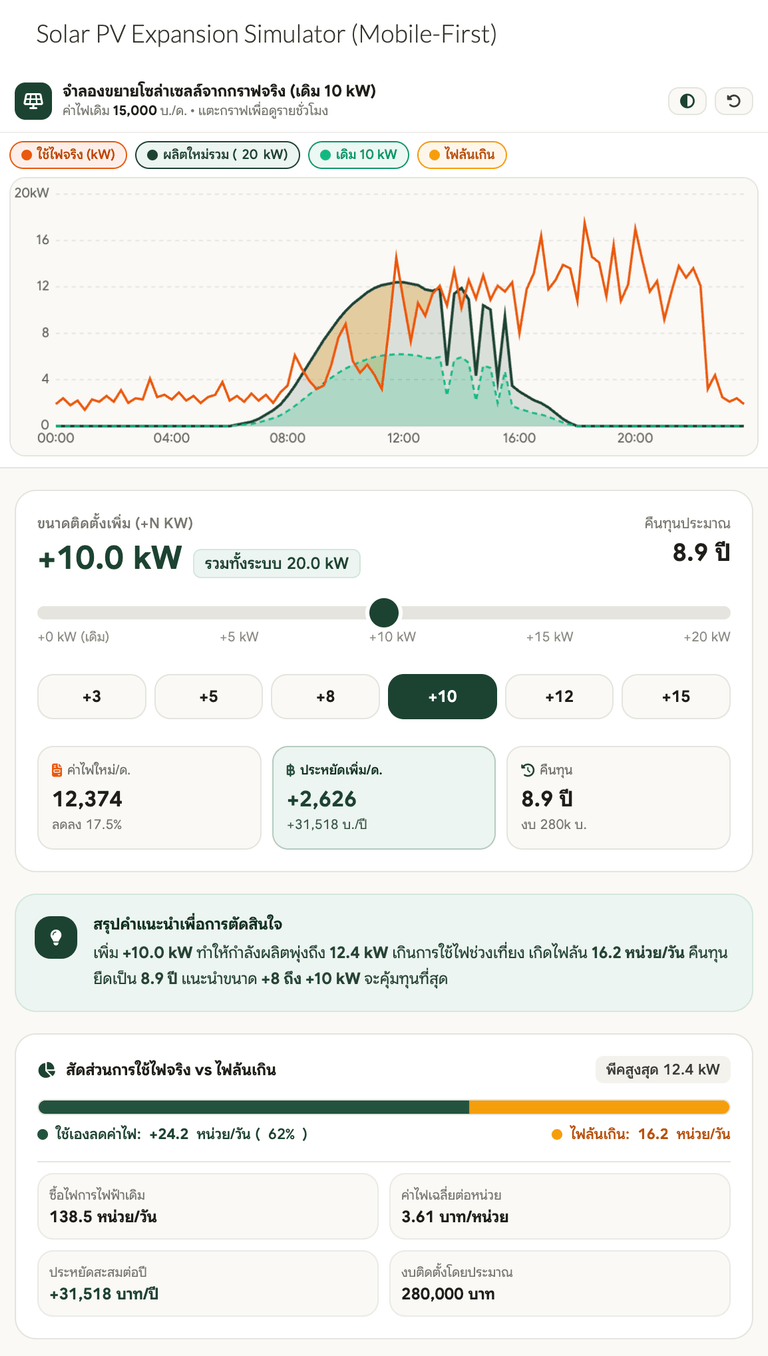 Solar PV Expansion Simulator (Mobile-First)
จำลองขยายโซล่าเซลล์จากกราฟจริง (เดิม 10 kW)
ค่าไฟเดิม 15,000 บ./ด. • แตะกราฟเพื่อดูรายชั่วโมง
ใช้ไฟจริง (kW)
ผลิตใหม่รวม ( 20 kW)
เดิม 10 kW
ไฟล้นเกิน
20kW
16
12
8
4
0
00:00 04:00 08:00 12:00 16:00 20:00
ขนาดติดตั้งเพิ่ม (+N KW)
คืนทุนประมาณ
+10.0 kW
รวมทั้งระบบ 20.0 kW
8.9 ปี
+0 kW (เดิม) +5 kW +10 kW +15 kW +20 kW
+3 +5 +8 +10 +12 +15
ค่าไฟใหม่/ด.
12,374
ลดลง 17.5%
฿ ประหยัดเพิ่ม/ด.
+2,626
+31,518 บ./ปี
คืนทุน
8.9 ปี
งบ 280k บ.
สรุปคำแนะนำเพื่อการตัดสินใจ
เพิ่ม +10.0 kW ทำให้กำลังผลิตพุ่งถึง 12.4 kW เกินการใช้ไฟช่วงเที่ยง เกิดไฟล้น 16.2 หน่วย/วัน คืนทุน
ยืดเป็น 8.9 ปี แนะนำขนาด +8 ถึง +10 kW จะคุ้มทุนที่สุด
สัดส่วนการใช้ไฟจริง vs ไฟล้นเกิน
พีคสูงสุด 12.4 kW
ใช้เองลดค่าไฟ: +24.2 หน่วย/วัน ( 62% )
ไฟล้นเกิน: 16.2 หน่วย/วัน
ซื้อไฟการไฟฟ้าเดิม
138.5 หน่วย/วัน
ค่าไฟเฉลี่ยต่อหน่วย
3.61 บาท/หน่วย
ประหยัดสะสมต่อปี
+31,518 บาท/ปี
งบติดตั้งโดยประมาณ
280,000 บาท